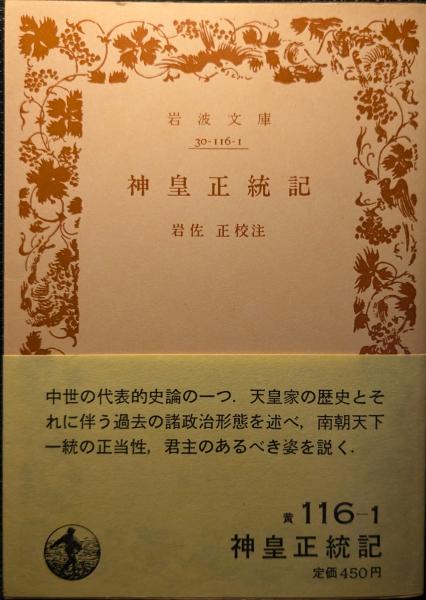 岩波文庫
30-116-1
神皇正統記
岩佐 正校注
中世の代表的史論の一つ．天皇家の歴史とそ
れに伴う過去の諸政治形態を述べ，南朝天下
一統の正当性，君主のあるべき姿を説く．
黄 116-1
神皇正統記
定価450円